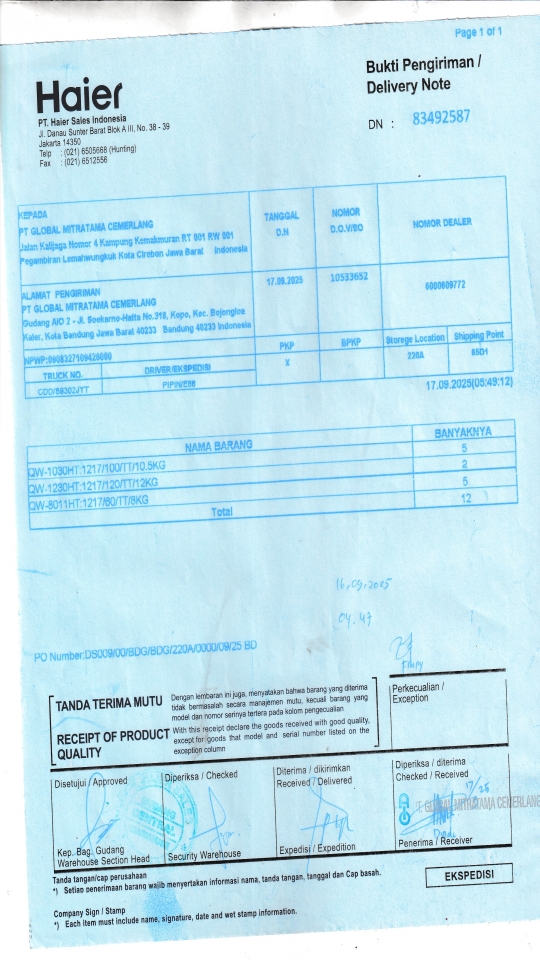 Page 1 of 1
Haier
PT. Haier Sales Indonesia
Jl. Danau Sunter Barat Blok A III, No. 38 - 39
Jakarta 14350
Telp : (021) 6505668 (Hunting)
Fax : (021) 6512556
Bukti Pengiriman /
Delivery Note
DN : 83492587
KEPADA
PT GLOBAL MITRATAMA CEMERLANG
Jalan Kalijaga Nomor 4 Kampung Kemakmuran RT 001 RW 001
Pegambiran Lemahwungkuk Kota Cirebon Jawa Barat Indonesia
TANGGAL
D.N
NOMOR
D.O./SO
NOMOR DEALER
ALAMAT PENGIRIMAN
PT GLOBAL MITRATAMA CEMERLANG
Gudang AIO 2 - Jl. Soekarno-Hatta No.318, Kopo, Kec. Bojongloa
Kaler, Kota Bandung Jawa Barat 40233 Bandung 40233 Indonesia
17.09.2025
10533652
6000609772
NPWP:0908327109426000
PKP
BPKP
Storege Location
Shipping Point
TRUCK NO.
DRIVER/EKSPEDISI
X
220A
85D1
PIPIN/E88
17.09.2025(05:49:12)
NAMA BARANG
BANYAKNYA
QW-1030HT:1217/100/TT/10.5KG
5
QW-1230HT:1217/120/TT/12KG
2
QW-8011HT:1217/80/TT/8KG
5
Total
12
16.09.2025
04.47
PO Number:DS009/00/BDG/BDG/220A/0000/09/25 BD
TANDA TERIMA MUTU
Dengan lembaran ini juga, menyatakan bahwa barang yang diterima
tidak bermasalah secara manajemen mutu, kecuali barang yang
model dan nomor serinya tertera pada kolom pengecualian
RECEIPT OF PRODUCT
QUALITY
With this receipt declare the goods received with good quality,
except for goods that model and serial number listed on the
exception column
Perkecualian /
Exception
Disetujui / Approved
Diperiksa / Checked
Diterima / dikirimkan
Received / Delivered
Diperiksa / diterima
Checked / Received
PT. GLOBAL MITRATAMA CEMERLANG
Kep. Bag. Gudang
Warehouse Section Head
Security Warehouse
Expedisi / Expedition
Penerima / Receiver
Tanda tangan/cap perusahaan
*) Setiao penerimaan barang wajib menyertakan informasi nama, tanda tangan, tanggal dan Cap basah.
EKSPEDISI
Company Sign / Stamp
*) Each item must include name, signature, date and wet stamp information.